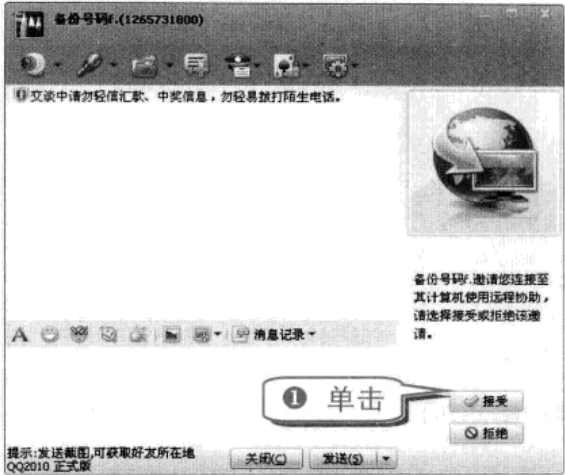 备份号码f.(1265731800)
交谈中请勿轻信汇款、中奖信息，勿轻易拨打陌生电话。
备份号码f.邀请您连接至
其计算机使用远程协助，
请选择接受或拒绝该邀
请。
A 消息记录
❶ 单击
接受
拒绝
提示:发送截图,可获取好友所在地
QQ2010 正式版
关闭(C) 发送(S)